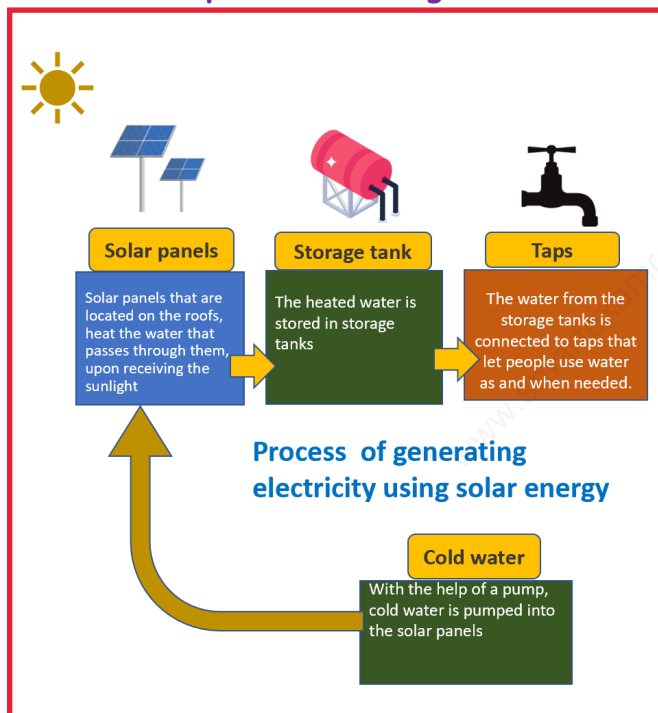 Solar panels
Solar panels that are
located on the roofs,
heat the water that
passes through them,
upon receiving the
sunlight
Storage tank
The heated water is
stored in storage
tanks
Taps
The water from the
storage tanks is
connected to taps that
let people use water
as and when needed.
Process of generating
electricity using solar energy
Cold water
With the help of a pump,
cold water is pumped into
the solar panels